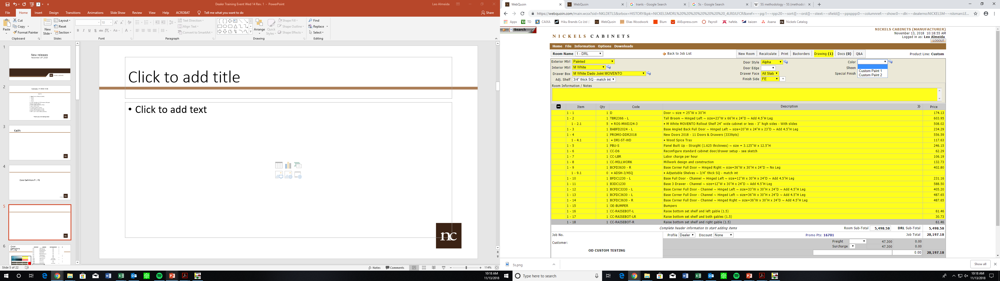 Dealer Training Event Wed 14 Rev. 1 - PowerPoint
Leo Almeida
File Home Insert Design Transitions Animations Slide Show Review View Help ACROBAT Tell me what you want to do
Share
Paste
Cut
Copy
Format Painter
Clipboard
New Slide
Layout
Reset
Section
Slides
10
Font
Text Direction
Align Text
Convert to SmartArt
Paragraph
Arrange
Quick Styles
Shape Fill
Shape Outline
Shape Effects
Drawing
Find
Replace
Select
Editing
1
New releases
November 14th, 2018
2
3
Keith
4
Color Definitions P1 / P2
5
6
Color Definitions P1 / P2
Click to add title
• Click to add text
nc
Slide 5 of 22
Notes
Comments
114%
10:18 AM
11/13/2018
WebQuoin
WebQuoin
tranls - Google Search
5s - Google Search
5S methodology - 5S (methodol
https://webquoin.com/main.wcsx?sid=NKLDETLS&srbox=HISTORY&pk=NICKELSMDRL%20%20%20%20%20%20%20_4LR0JLFCR&xref=~~pg:1~~rpp:20~~sort:[]~~ord:[]~~stext:~~sfield:[]~~ppsppp:0~~columnref:~~show:0~~dlr:~~dealerno:NICKELSM~~rslsman:LE...
Apps TD CAIXA Hiku Brands Co Ltd WebQuoin Elias Woodwork Blum AliExpress.com Payroll hafele. kaizen Asana Nickels Catalog
Search
NICKELS CABINETS (MANUFACTURER)
November 13, 2018 10:18:55 AM
Logged in as: Leo Almeida
LOGOUT
NICKELS CABINETS
Home File Information Options Downloads
Room Name 1 - DRL
Back to Job List
New Room Recalculate Print Backorders Drawing (1) Docs (0) Q&A
Product Line: Custom
Exterior Mtrl Painted
Interior Mtrl M White
Drawer Box M White Dado Joint MOVENTO
Adj. Shelf 3/4" thick SQ - match int
Door Style Alpha
Door Edge
Drawer Face All Slab
Finish Side FE
Color
Sheen
Special Finish
Custom Paint 1
Custom Paint 2
Room Information / Notes
Item Qty Code Description Price
1 - 1 1 D Door ~ size = 25"W x 30"H 174.13
1 - 2 1 TBR2366 - L Tall Broom ~ Hinged Left ~ size=23"W x 66"H x 24"D ~ Add 4.5"H Leg 603.95
1 - 2.1 5 • ROS-MWDJ24-3 • M White MOVENTO Rollout Shelf 24" wide cabinet or less - 3" high sides - With slides 508.02
1 - 3 1 BABFD2024 - L Base Angled Back Full Door ~ Hinged Left ~ size=20"W x 24"H x 23"D ~ Add 4.5"H Leg 234.29
1 - 4 1 PROMO-DDR2018 New Doors 2018 - 11 Doors & Drawers (3339pts) 556.59
1 - 4.1 1 • DRI-ST-WD • Wood Spice Tray 117.63
1 - 5 1 PBU-S Panel Built Up - Straight (1.625 thickness) ~ size = 3.125"W x 12.5"H 246.15
1 - 6 1 CC-D6 Reconfigure standard cabinet door/drawer setup - see sketch 62.29
1 - 7 1 CC-LBR Labor charge per hour 106.19
1 - 8 1 CC-MILLWORK Millwork design and construction 132.73
1 - 9 1 BCFD3630 - R Base Corner Full Door ~ Hinged Right ~ size=36"W x 30"H x 24"D ~ No Leg 402.80
1 - 9.1 0 • ADSH-3/4SQ • Adjustable Shelves ~ 3/4" thick SQ - match int
1 - 10 1 BFDC1230 - L Base Full Door - Channel ~ Hinged Left ~ size=12"W x 30"H x 24"D ~ Add 4.5"H Leg 231.16
1 - 11 1 B3DC1230 Base 3 Drawer - Channel ~ size=12"W x 30"H x 24"D ~ Add 4.5"H Leg 588.50
1 - 12 1 BCFDC3330 - L Base Corner Full Door - Channel ~ Hinged Left ~ size=33"W x 30"H x 24"D ~ Add 4.5"H Leg 405.20
1 - 13 1 BCFDC3630 - L Base Corner Full Door - Channel ~ Hinged Left ~ size=36"W x 30"H x 24"D ~ Add 4.5"H Leg 487.65
1 - 14 1 BCFDC3630 - R Base Corner Full Door - Channel ~ Hinged Right ~ size=36"W x 30"H x 24"D ~ Add 4.5"H Leg 487.65
1 - 15 1 OE-BUMPER Bumpers
1 - 16 1 CC-RAISEBOT-L Raise bottom set shelf and left gable (1.5) 61.46
1 - 17 1 CC-RAISEBOT-LR Raise bottom set shelf and both gables (1.5) 30.73
1 - 18 1 CC-RAISEBOT-R Raise bottom set shelf and right gable (1.5) 61.46
Complete header information to start adding items
Room Sub-Total 5,498.58 DRL Sub-Total 5,498.58
Job No.
Profile Dealer Discount None
Promo Pts: 16701
Job Total 28,197.18
Customer:
Freight 47.300 0.00
Surcharge 47.300 0.00
OD CUSTOM TESTING
0.00 28,197.18
5s.png
Show all
Type here to search
10:18 AM
11/13/2018